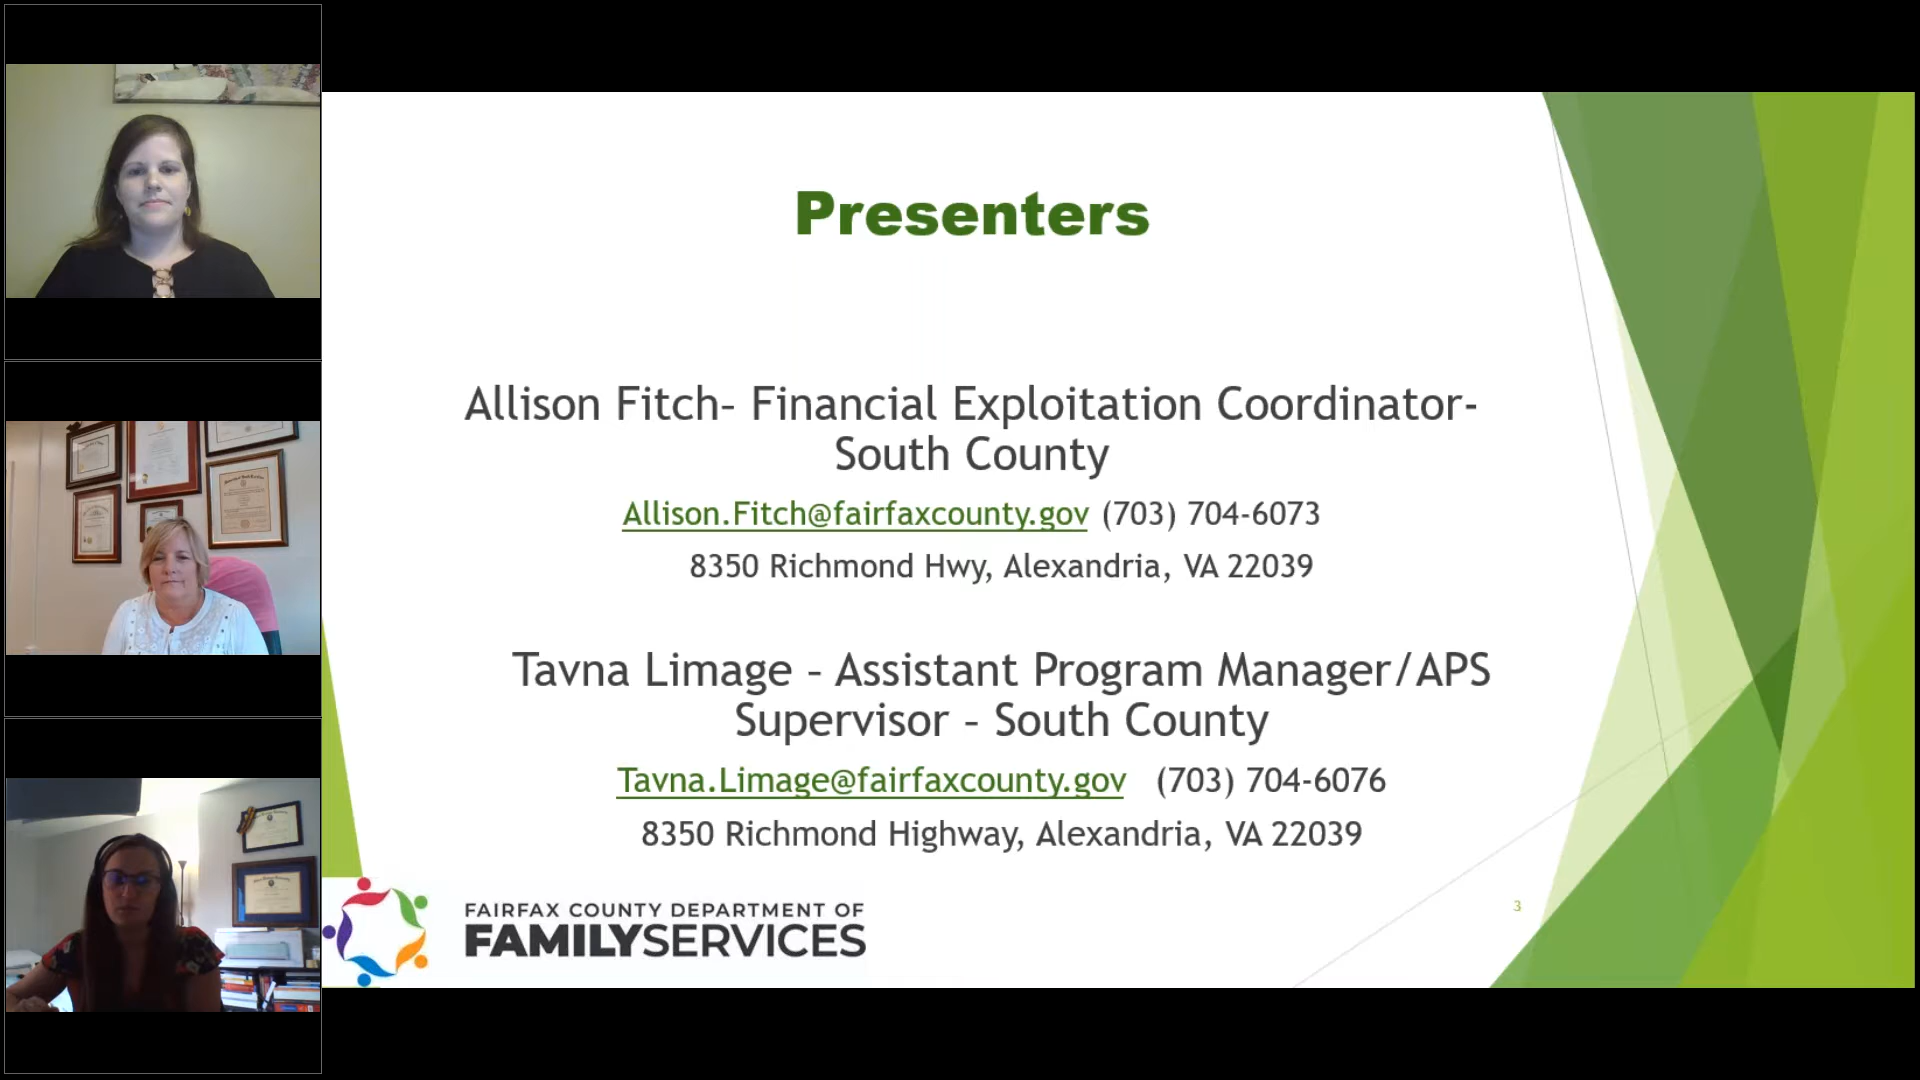 Presenters
Allison Fitch– Financial Exploitation Coordinator-
South County
Allison.Fitch@fairfaxcounty.gov (703) 704-6073
8350 Richmond Hwy, Alexandria, VA 22039
Tavna Limage – Assistant Program Manager/APS
Supervisor – South County
Tavna.Limage@fairfaxcounty.gov (703) 704-6076
8350 Richmond Highway, Alexandria, VA 22039
FAIRFAX COUNTY DEPARTMENT OF
FAMILYSERVICES
3